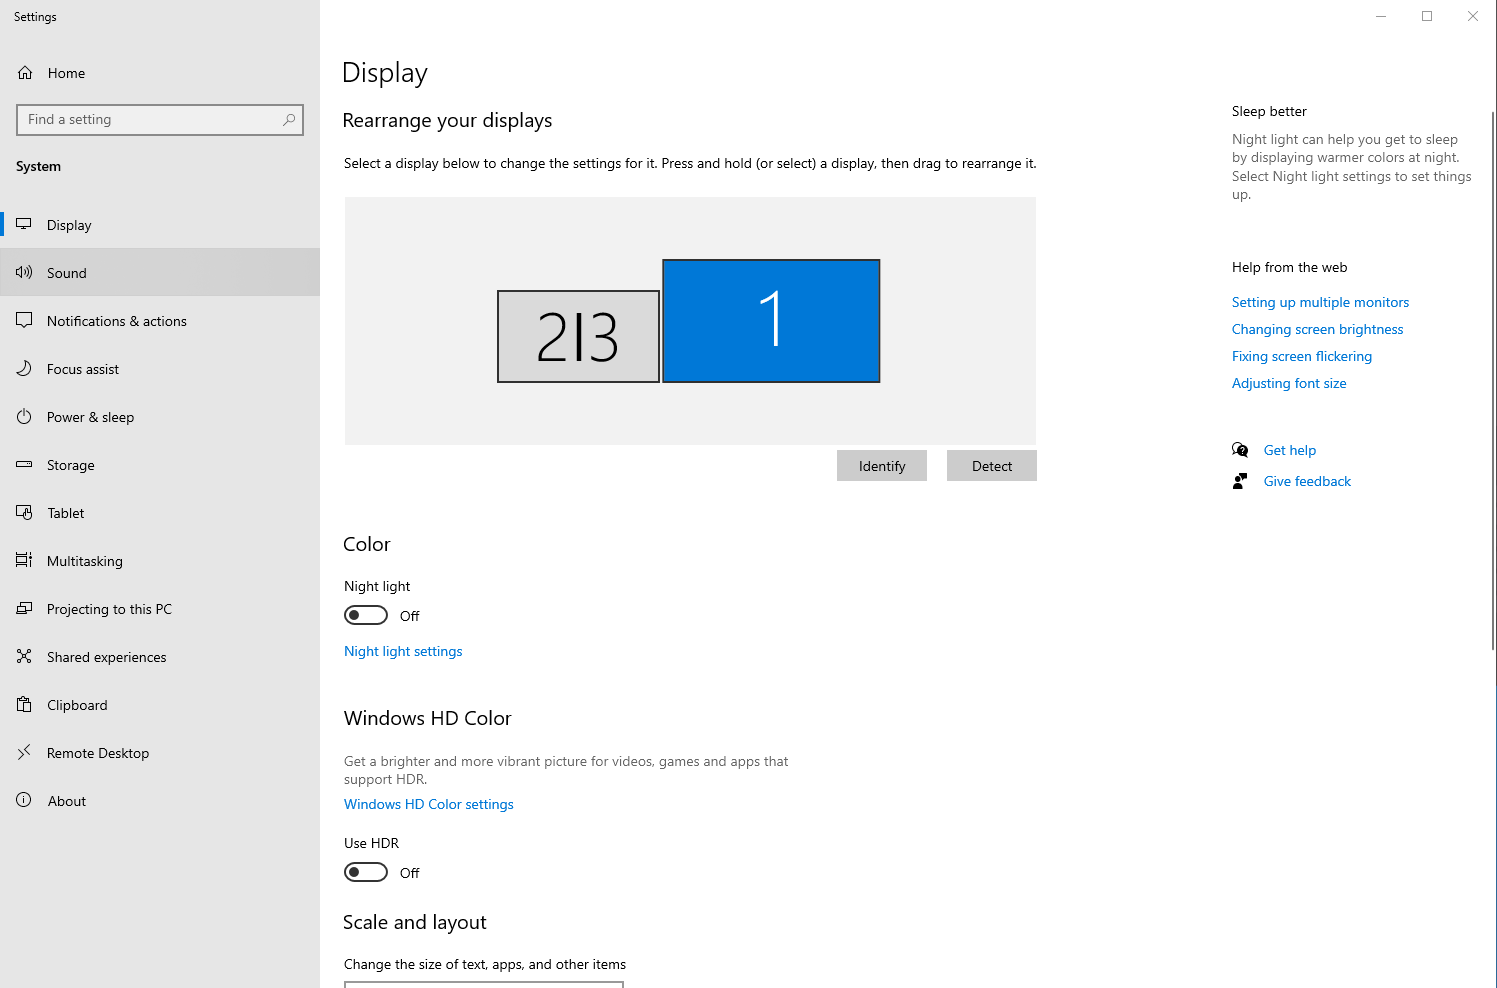 Settings
Home
Find a setting
System
Display
Sound
Notifications & actions
Focus assist
Power & sleep
Storage
Tablet
Multitasking
Projecting to this PC
Shared experiences
Clipboard
Remote Desktop
About
Display
Rearrange your displays
Select a display below to change the settings for it. Press and hold (or select) a display, then drag to rearrange it.
2|3
1
Identify
Detect
Color
Night light
Off
Night light settings
Windows HD Color
Get a brighter and more vibrant picture for videos, games and apps that
support HDR.
Windows HD Color settings
Use HDR
Off
Scale and layout
Change the size of text, apps, and other items
Sleep better
Night light can help you get to sleep
by displaying warmer colors at night.
Select Night light settings to set things
up.
Help from the web
Setting up multiple monitors
Changing screen brightness
Fixing screen flickering
Adjusting font size
Get help
Give feedback